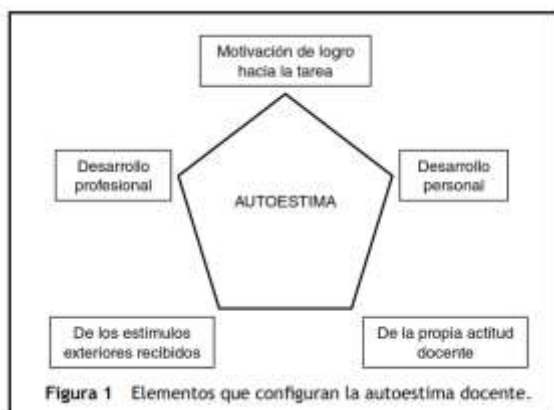 Motivación de logro
hacia la tarea
Desarrollo
profesional
Desarrollo
personal
AUTOESTIMA
De los estímulos
exteriores recibidos
De la propia actitud
docente
Figura 1 Elementos que configuran la autoestima docente.